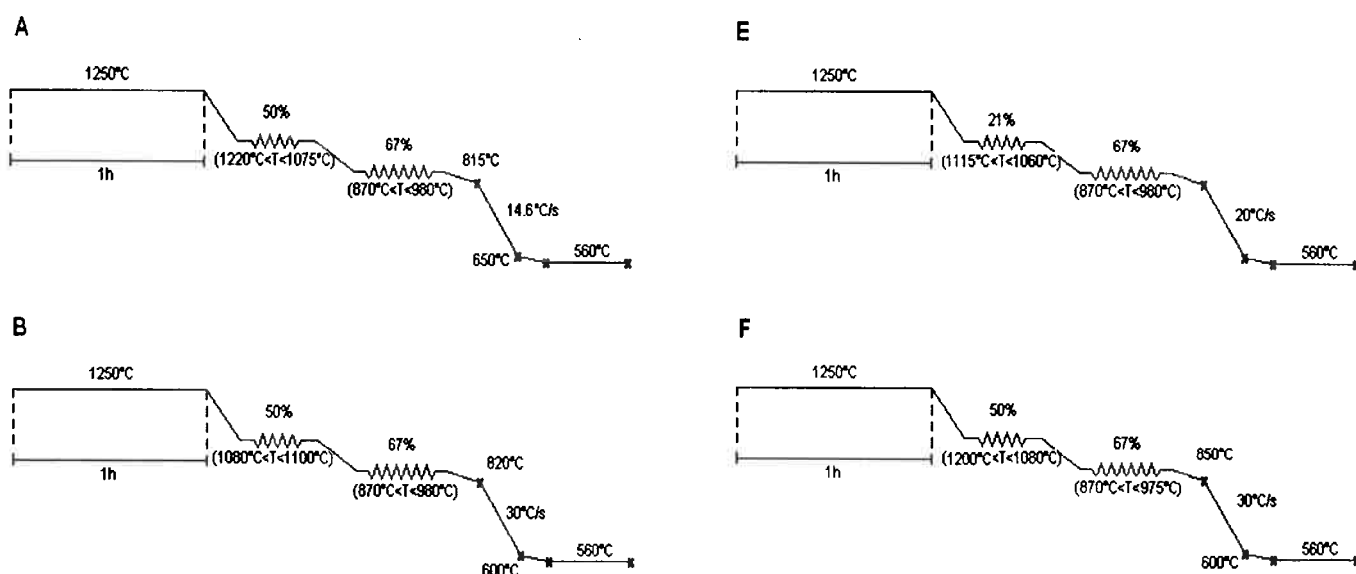 A
1250°C
50%
67%
(1220°C<T<1075°C)
815°C
1h
(870°C<T<980°C)
14.6°C/s
650°C
560°C
E
1250°C
21%
67%
(1115°C<T<1060°C)
1h
(870°C<T<980°C)
20°C/s
560°C
B
1250°C
50%
67%
(1080°C<T<1100°C)
820°C
1h
(870°C<T<980°C)
30°C/s
560°C
600°C
F
1250°C
50%
67%
(1200°C<T<1080°C)
850°C
1h
(870°C<T<975°C)
30°C/s
560°C
600°C